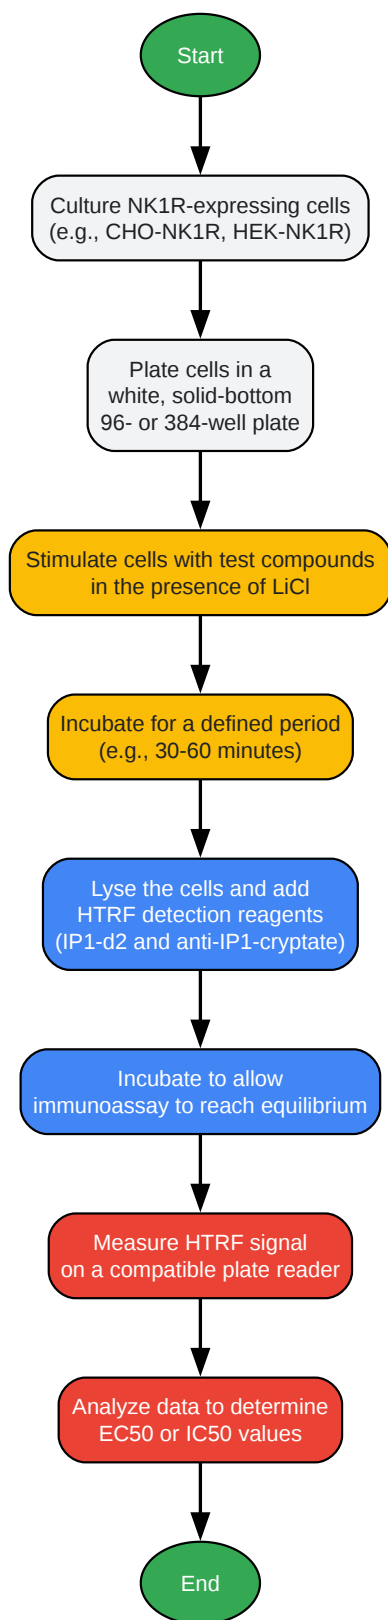 Start
Culture NK1R-expressing cells
(e.g., CHO-NK1R, HEK-NK1R)
Plate cells in a
white, solid-bottom
96- or 384-well plate
Stimulate cells with test compounds
in the presence of LiCl
Incubate for a defined period
(e.g., 30-60 minutes)
Lyse the cells and add
HTRF detection reagents
(IP1-d2 and anti-IP1-cryptate)
Incubate to allow
immunoassay to reach equilibrium
Measure HTRF signal
on a compatible plate reader
Analyze data to determine
EC50 or IC50 values
End